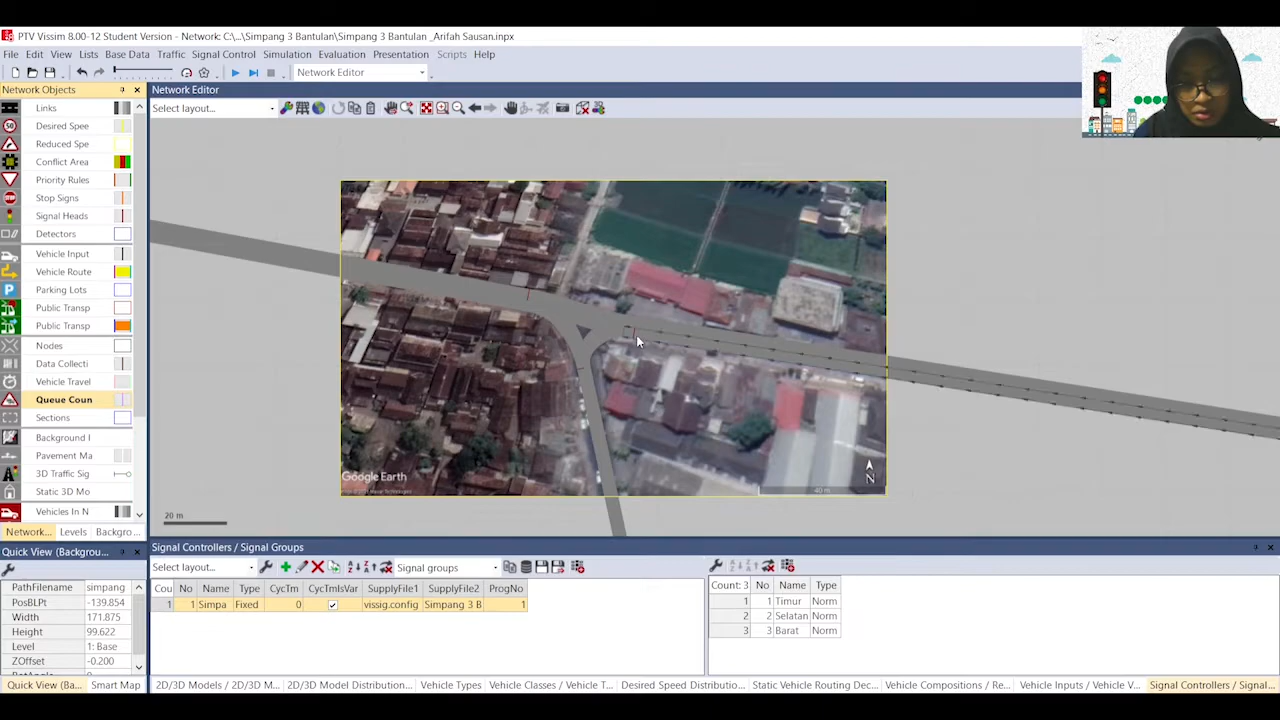 PTV Vissim 8.00-12 Student Version - C:\...\Simpang 3 Bantulan\Simpang 3 Bantulan _Arifah Sausan.inpx
File Edit View Lists Base Data Traffic Signal Control Simulation Evaluation Presentation Scripts Help
Network Editor
Network Objects
Network Editor
Select layout...
Links
Desired Spee
Reduced Spe
Conflict Area
Priority Rules
Stop Signs
Signal Heads
Detectors
Vehicle Input
Vehicle Route
Parking Lots
Public Transp
Public Transp
Nodes
Data Collecti
Vehicle Travel
Queue Coun
Sections
Background I
Pavement Ma
3D Traffic Sig
Static 3D Mo
Vehicles In N
Network... Levels Backgro...
50
STOP
P
Google Earth
N
40 m
20 m
Quick View (Backgrou...
PathFilename simpang
PosBLPt -139.854
Width 171.875
Height 99.622
Level 1: Base
ZOffset -0.200
Quick View (Ba... Smart Map
Signal Controllers / Signal Groups
Select layout... Signal groups
Cou No Name Type CycTm CycTmIsVar SupplyFile1 SupplyFile2 ProgNo
1 1 Simpa Fixed 0 vissig.config Simpang 3 B 1
Count: 3 No Name Type
1 1 Timur Norm
2 2 Selatan Norm
3 3 Barat Norm
2D/3D Models / 2D/3D M... 2D/3D Model Distribution... Vehicle Types Vehicle Classes / Vehicle T... Desired Speed Distributio... Static Vehicle Routing Dec... Vehicle Compositions / Re... Vehicle Inputs / Vehicle V... Signal Controllers / Signal...